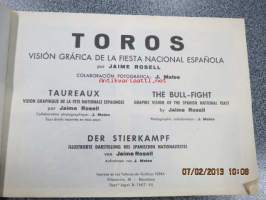 TOROS
VISIÓN GRÁFICA DE LA FIESTA NACIONAL ESPAÑOLA
por JAIME ROSELL
COLABORACIÓN FOTOGRÁFICA: J. Mateo
TAUREAUX
VISION GRAPHIQUE DE LA FÊTE NATIONALE ESPAGNOLE
par Jaime Rosell
Collaboration photographique: J. Mateo
THE BULL-FIGHT
GRAPHIC VISION OF THE SPANISH NATIONAL FEAST
by Jaime Rosell
Photographic collaboration: J. Mateo
DER STIERKAMPF
ILLUSTRIERTE DARSTELLUNG DES SPANISCHEN NATIONALFESTES
von Jaime Rosell
Aufnahmen von J. Mateo
07/02/2013 10:08